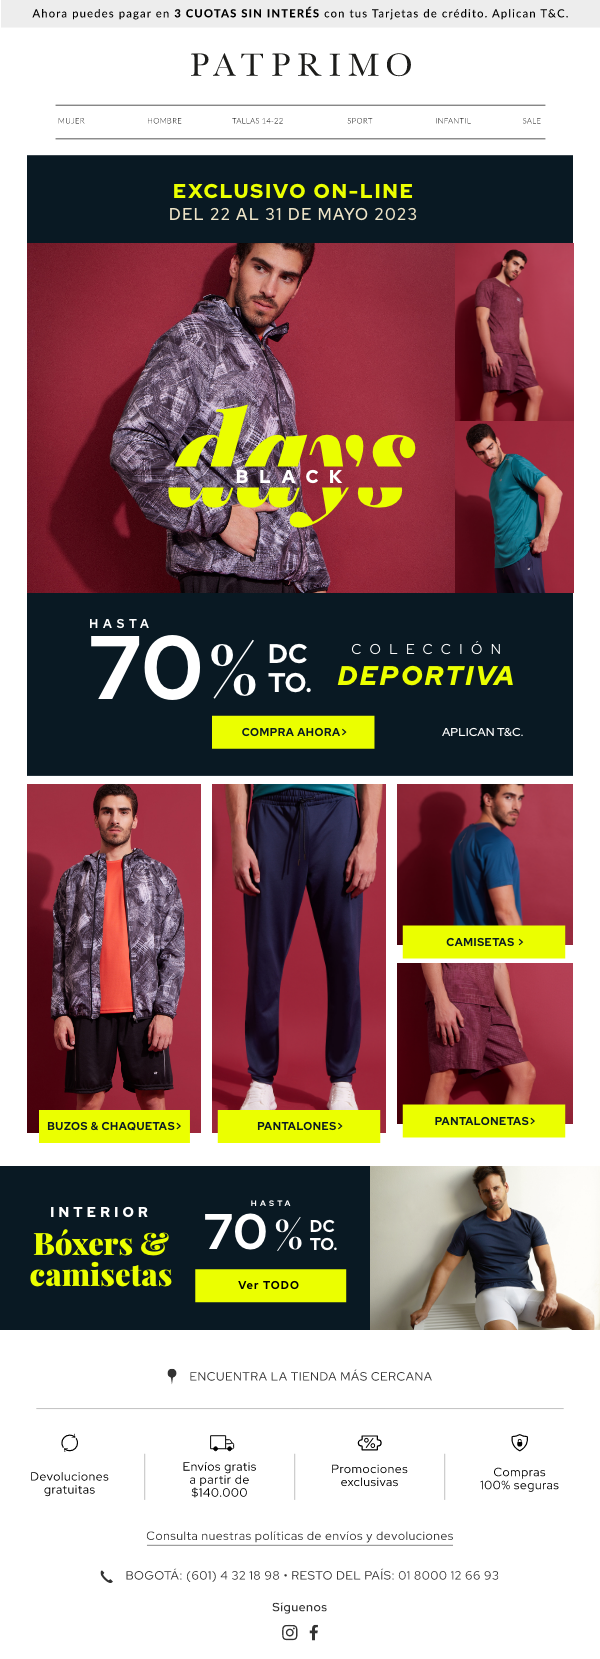 Ahora puedes pagar en 3 CUOTAS SIN INTERÉS con tus Tarjetas de crédito. Aplican T&C.
PATPRIMO
MUJER HOMBRE TALLAS 14-22 SPORT INFANTIL SALE
EXCLUSIVO ON-LINE
DEL 22 AL 31 DE MAYO 2023
days
BLACK
HASTA
70% DC TO.
COLECCIÓN
DEPORTIVA
COMPRA AHORA>
APLICAN T&C.
CAMISETAS >
BUZOS & CHAQUETAS>
PANTALONES>
PANTALONETAS>
INTERIOR
Bóxers &
camisetas
HASTA
70% DC TO.
Ver TODO
ENCUENTRA LA TIENDA MÁS CERCANA
Devoluciones
gratuitas
Envíos gratis
a partir de
$140.000
Promociones
exclusivas
Compras
100% seguras
Consulta nuestras políticas de envíos y devoluciones
BOGOTÁ: (601) 4 32 18 98 • RESTO DEL PAÍS: 01 8000 12 66 93
Síguenos